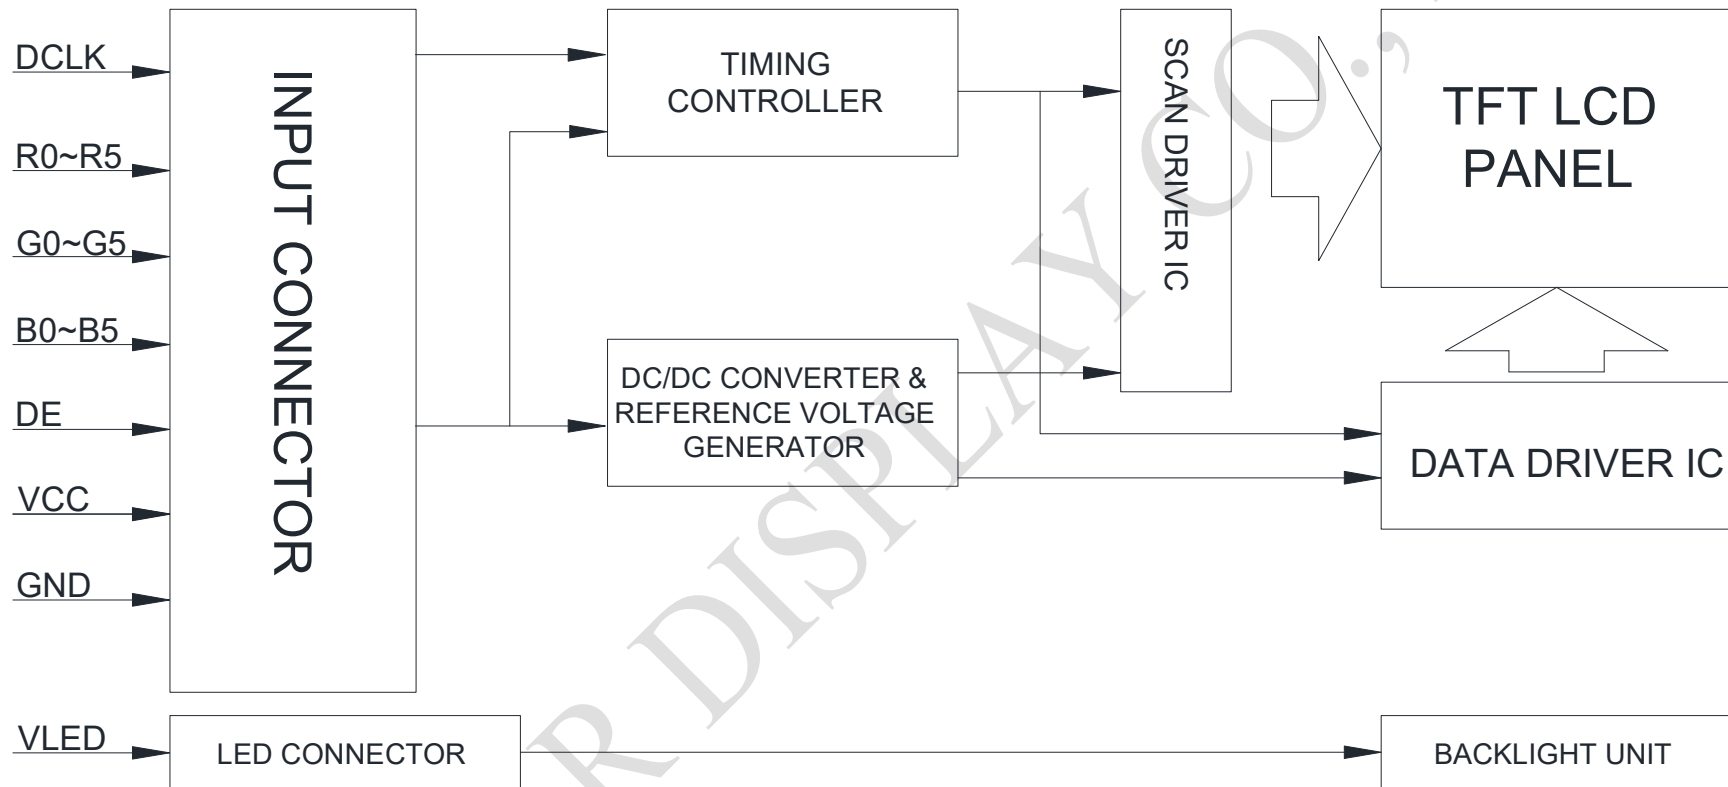 DCLK
R0~R5
G0~G5
B0~B5
DE
VCC
GND
VLED
INPUT CONNECTOR
LED CONNECTOR
TIMING
CONTROLLER
DC/DC CONVERTER &
REFERENCE VOLTAGE
GENERATOR
SCAN DRIVER IC
TFT LCD
PANEL
DATA DRIVER IC
BACKLIGHT UNIT
R DISPLAY CO.,